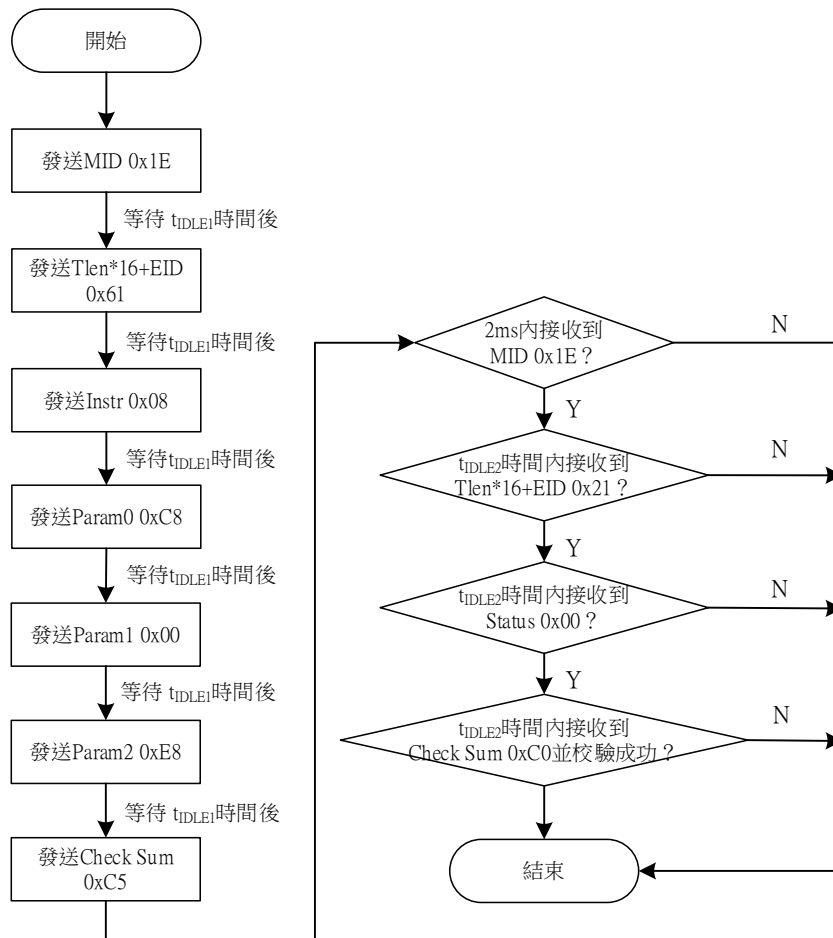 開始
發送MID 0x1E
等待 tIDLE1時間後
發送Tlen*16+EID
0x61
等待tIDLE1時間後
發送Instr 0x08
等待tIDLE1時間後
發送Param0 0xC8
等待tIDLE1時間後
發送Param1 0x00
等待 tIDLE1時間後
發送Param2 0xE8
等待 tIDLE1時間後
發送Check Sum
0xC5
2ms內接收到
MID 0x1E？
N
Y
tIDLE2時間內接收到
Tlen*16+EID 0x21？
N
Y
tIDLE2時間內接收到
Status 0x00？
N
Y
tIDLE2時間內接收到
Check Sum 0xC0並校驗成功？
N
結束